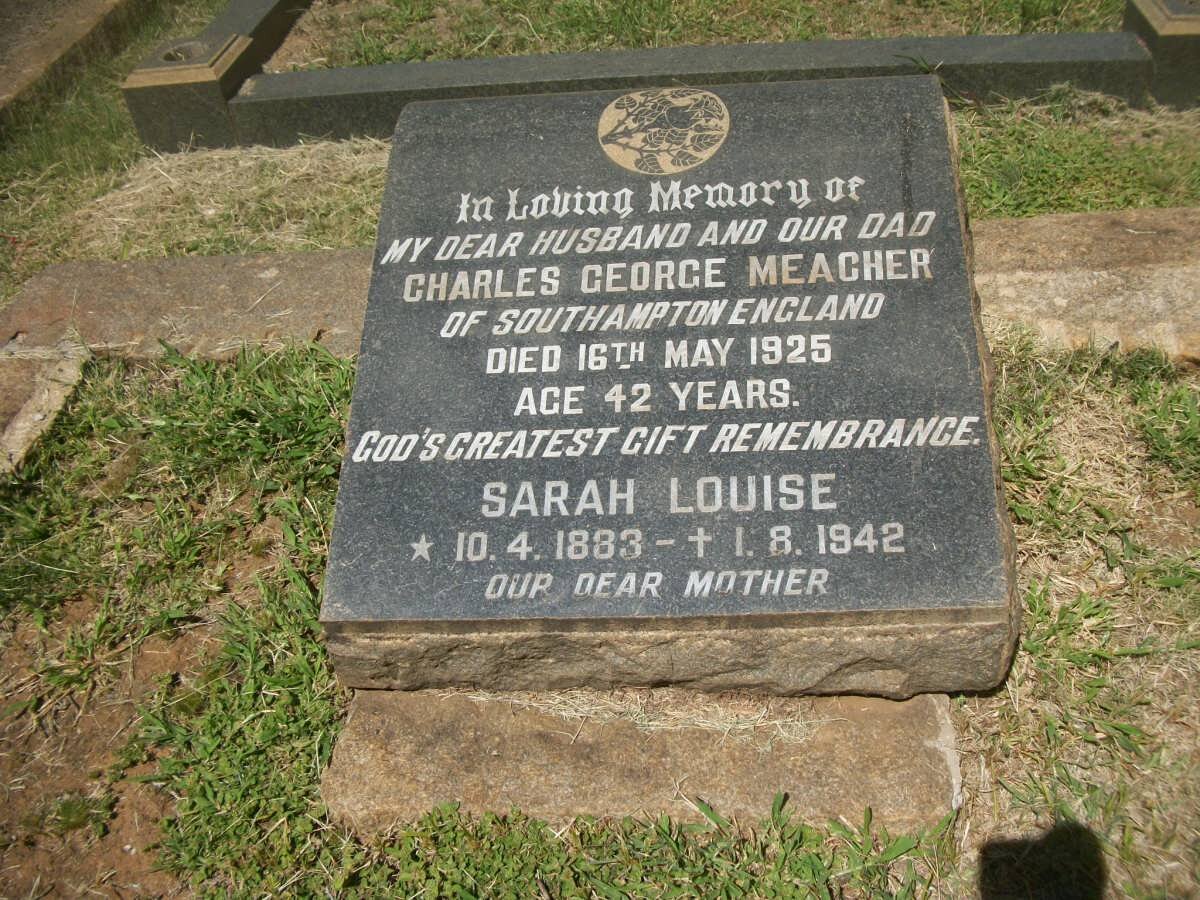 In Loving Memory of
MY DEAR HUSBAND AND OUR DAD
CHARLES GEORGE MEACHER
OF SOUTHAMPTON ENGLAND
DIED 16TH MAY 1925
AGE 42 YEARS.
GOD'S GREATEST GIFT REMEMBRANCE.
SARAH LOUISE
★ 10. 4. 1883 – † 1. 8. 1942
OUR DEAR MOTHER